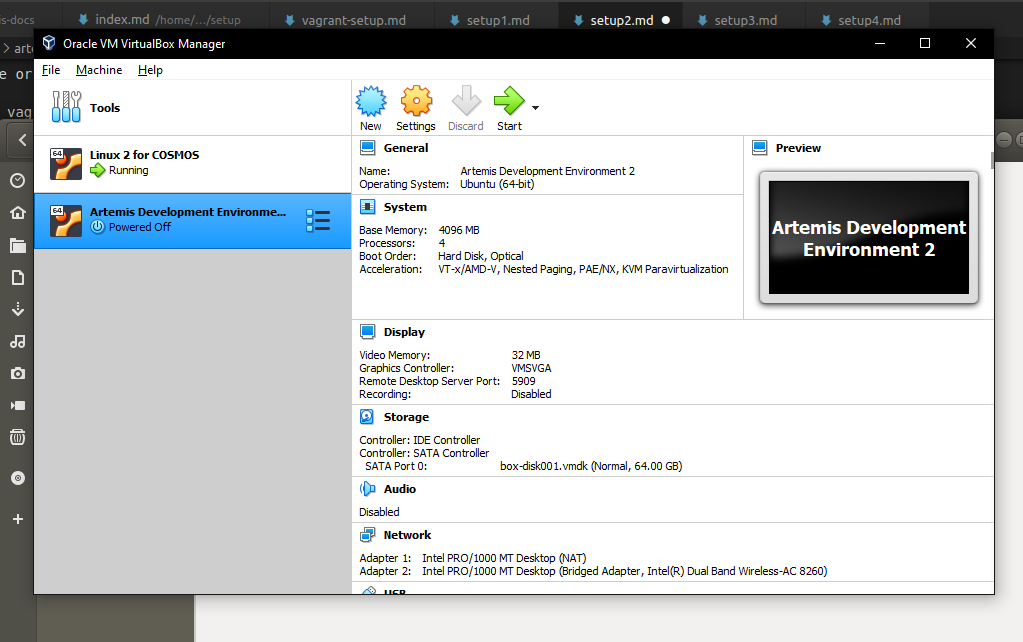 is-docs
index.md /home/.../setup
vagrant-setup.md
setup1.md
setup2.md
setup3.md
setup4.md
Oracle VM VirtualBox Manager
File Machine Help
e or
vag
Tools
New Settings Discard Start
64
Linux 2 for COSMOS
Running
64
Artemis Development Environme...
Powered Off
General
Name: Artemis Development Environment 2
Operating System: Ubuntu (64-bit)
System
Base Memory: 4096 MB
Processors: 4
Boot Order: Hard Disk, Optical
Acceleration: VT-x/AMD-V, Nested Paging, PAE/NX, KVM Paravirtualization
Preview
Artemis Development
Environment 2
Display
Video Memory: 32 MB
Graphics Controller: VMSVGA
Remote Desktop Server Port: 5909
Recording: Disabled
Storage
Controller: IDE Controller
Controller: SATA Controller
SATA Port 0: box-disk001.vmdk (Normal, 64.00 GB)
Audio
Disabled
Network
Adapter 1: Intel PRO/1000 MT Desktop (NAT)
Adapter 2: Intel PRO/1000 MT Desktop (Bridged Adapter, Intel(R) Dual Band Wireless-AC 8260)
USB